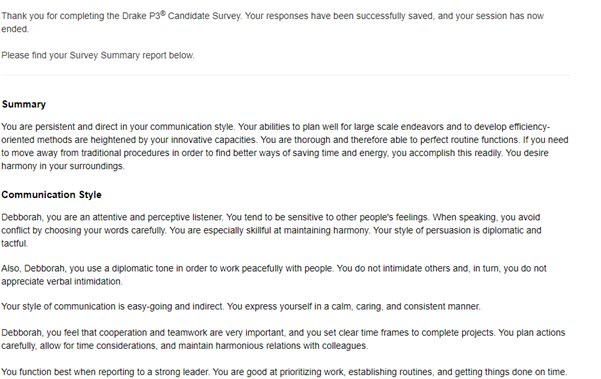 Thank you for completing the Drake P3® Candidate Survey. Your responses have been successfully saved, and your session has now
ended.
Please find your Survey Summary report below.
Summary
You are persistent and direct in your communication style. Your abilities to plan well for large scale endeavors and to develop efficiency-
oriented methods are heightened by your innovative capacities. You are thorough and therefore able to perfect routine functions. If you need
to move away from traditional procedures in order to find better ways of saving time and energy, you accomplish this readily. You desire
harmony in your surroundings.
Communication Style
Debborah, you are an attentive and perceptive listener. You tend to be sensitive to other people's feelings. When speaking, you avoid
conflict by choosing your words carefully. You are especially skillful at maintaining harmony. Your style of persuasion is diplomatic and
tactful.
Also, Debborah, you use a diplomatic tone in order to work peacefully with people. You do not intimidate others and, in turn, you do not
appreciate verbal intimidation.
Your style of communication is easy-going and indirect. You express yourself in a calm, caring, and consistent manner.
Debborah, you feel that cooperation and teamwork are very important, and you set clear time frames to complete projects. You plan actions
carefully, allow for time considerations, and maintain harmonious relations with colleagues.
You function best when reporting to a strong leader. You are good at prioritizing work, establishing routines, and getting things done on time.